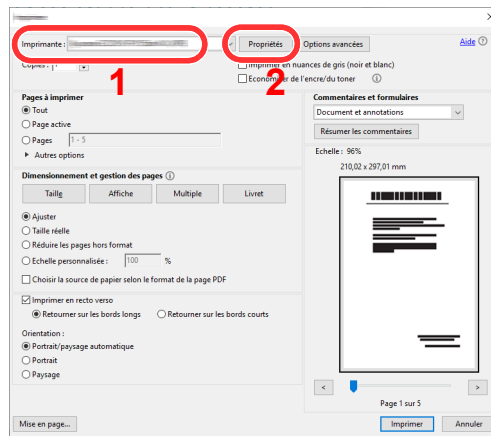 Imprimante :
Propriétés
Options avancées
Aide
Copies : 1
Imprimer en nuances de gris (noir et blanc)
Economiser de l'encre/du toner
1
2
Pages à imprimer
Tout
Page active
Pages 1 - 5
Autres options
Dimensionnement et gestion des pages
Taille
Affiche
Multiple
Livret
Ajuster
Taille réelle
Réduire les pages hors format
Echelle personnalisée : 100 %
Choisir la source de papier selon le format de la page PDF
Imprimer en recto verso
Retourner sur les bords longs
Retourner sur les bords courts
Orientation :
Portrait/paysage automatique
Portrait
Paysage
Commentaires et formulaires
Document et annotations
Résumer les commentaires
Echelle : 96%
210,02 x 297,01 mm
<
>
Page 1 sur 5
Mise en page...
Imprimer
Annuler